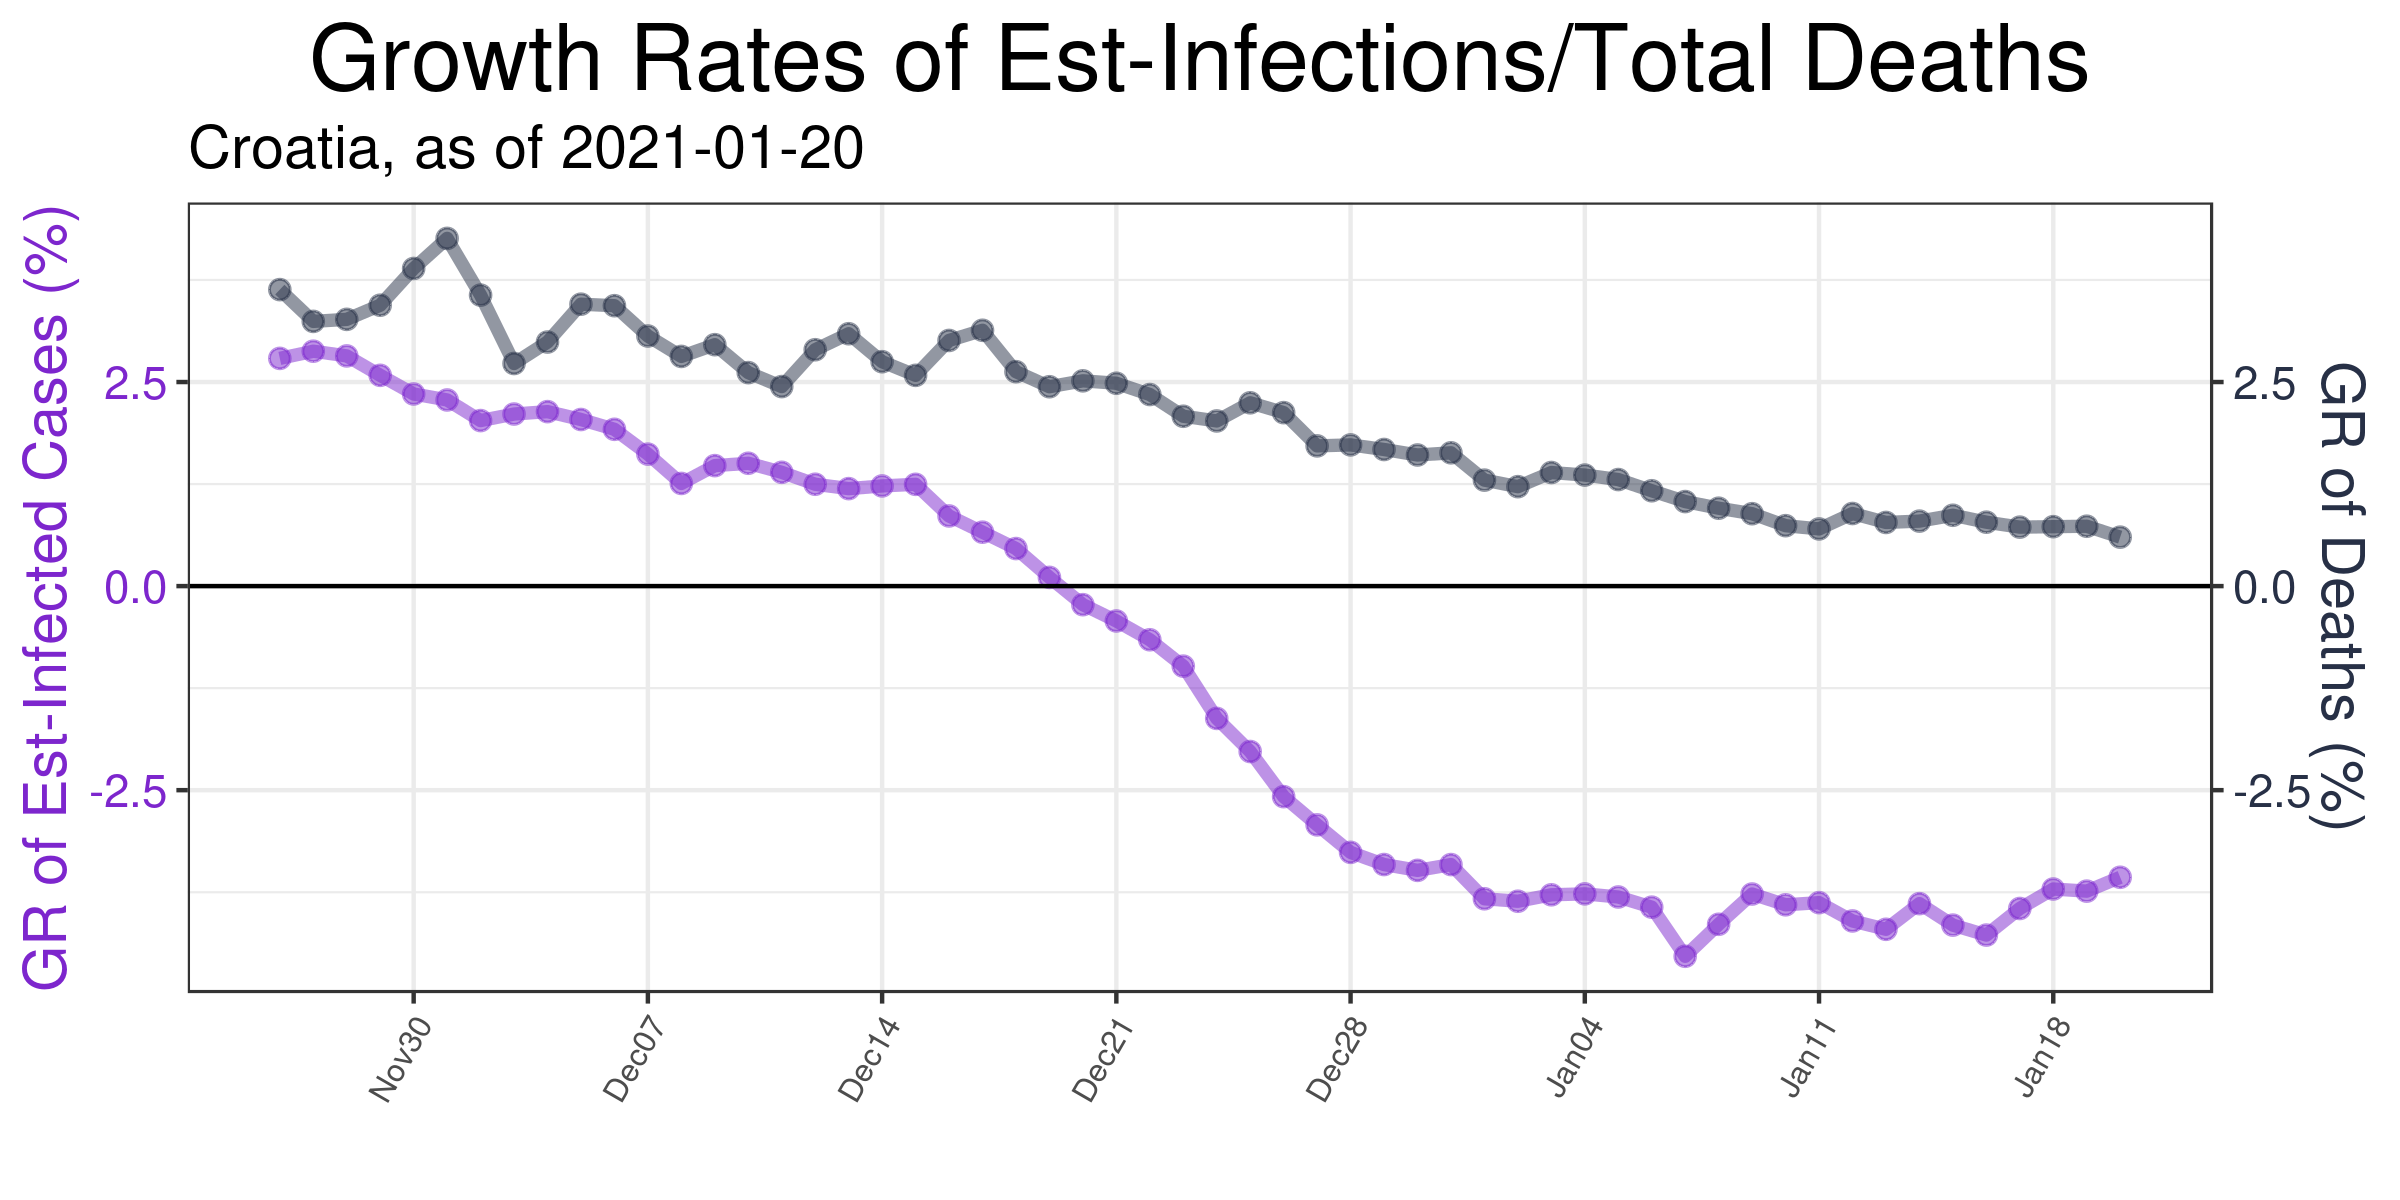 Growth Rates of Est-Infections/Total Deaths
Croatia, as of 2021-01-20
GR of Est-Infected Cases (%)
2.5
0.0
-2.5
2.5
0.0
-2.5
GR of Deaths (%)
Nov30
Dec07
Dec14
Dec21
Dec28
Jan04
Jan11
Jan18